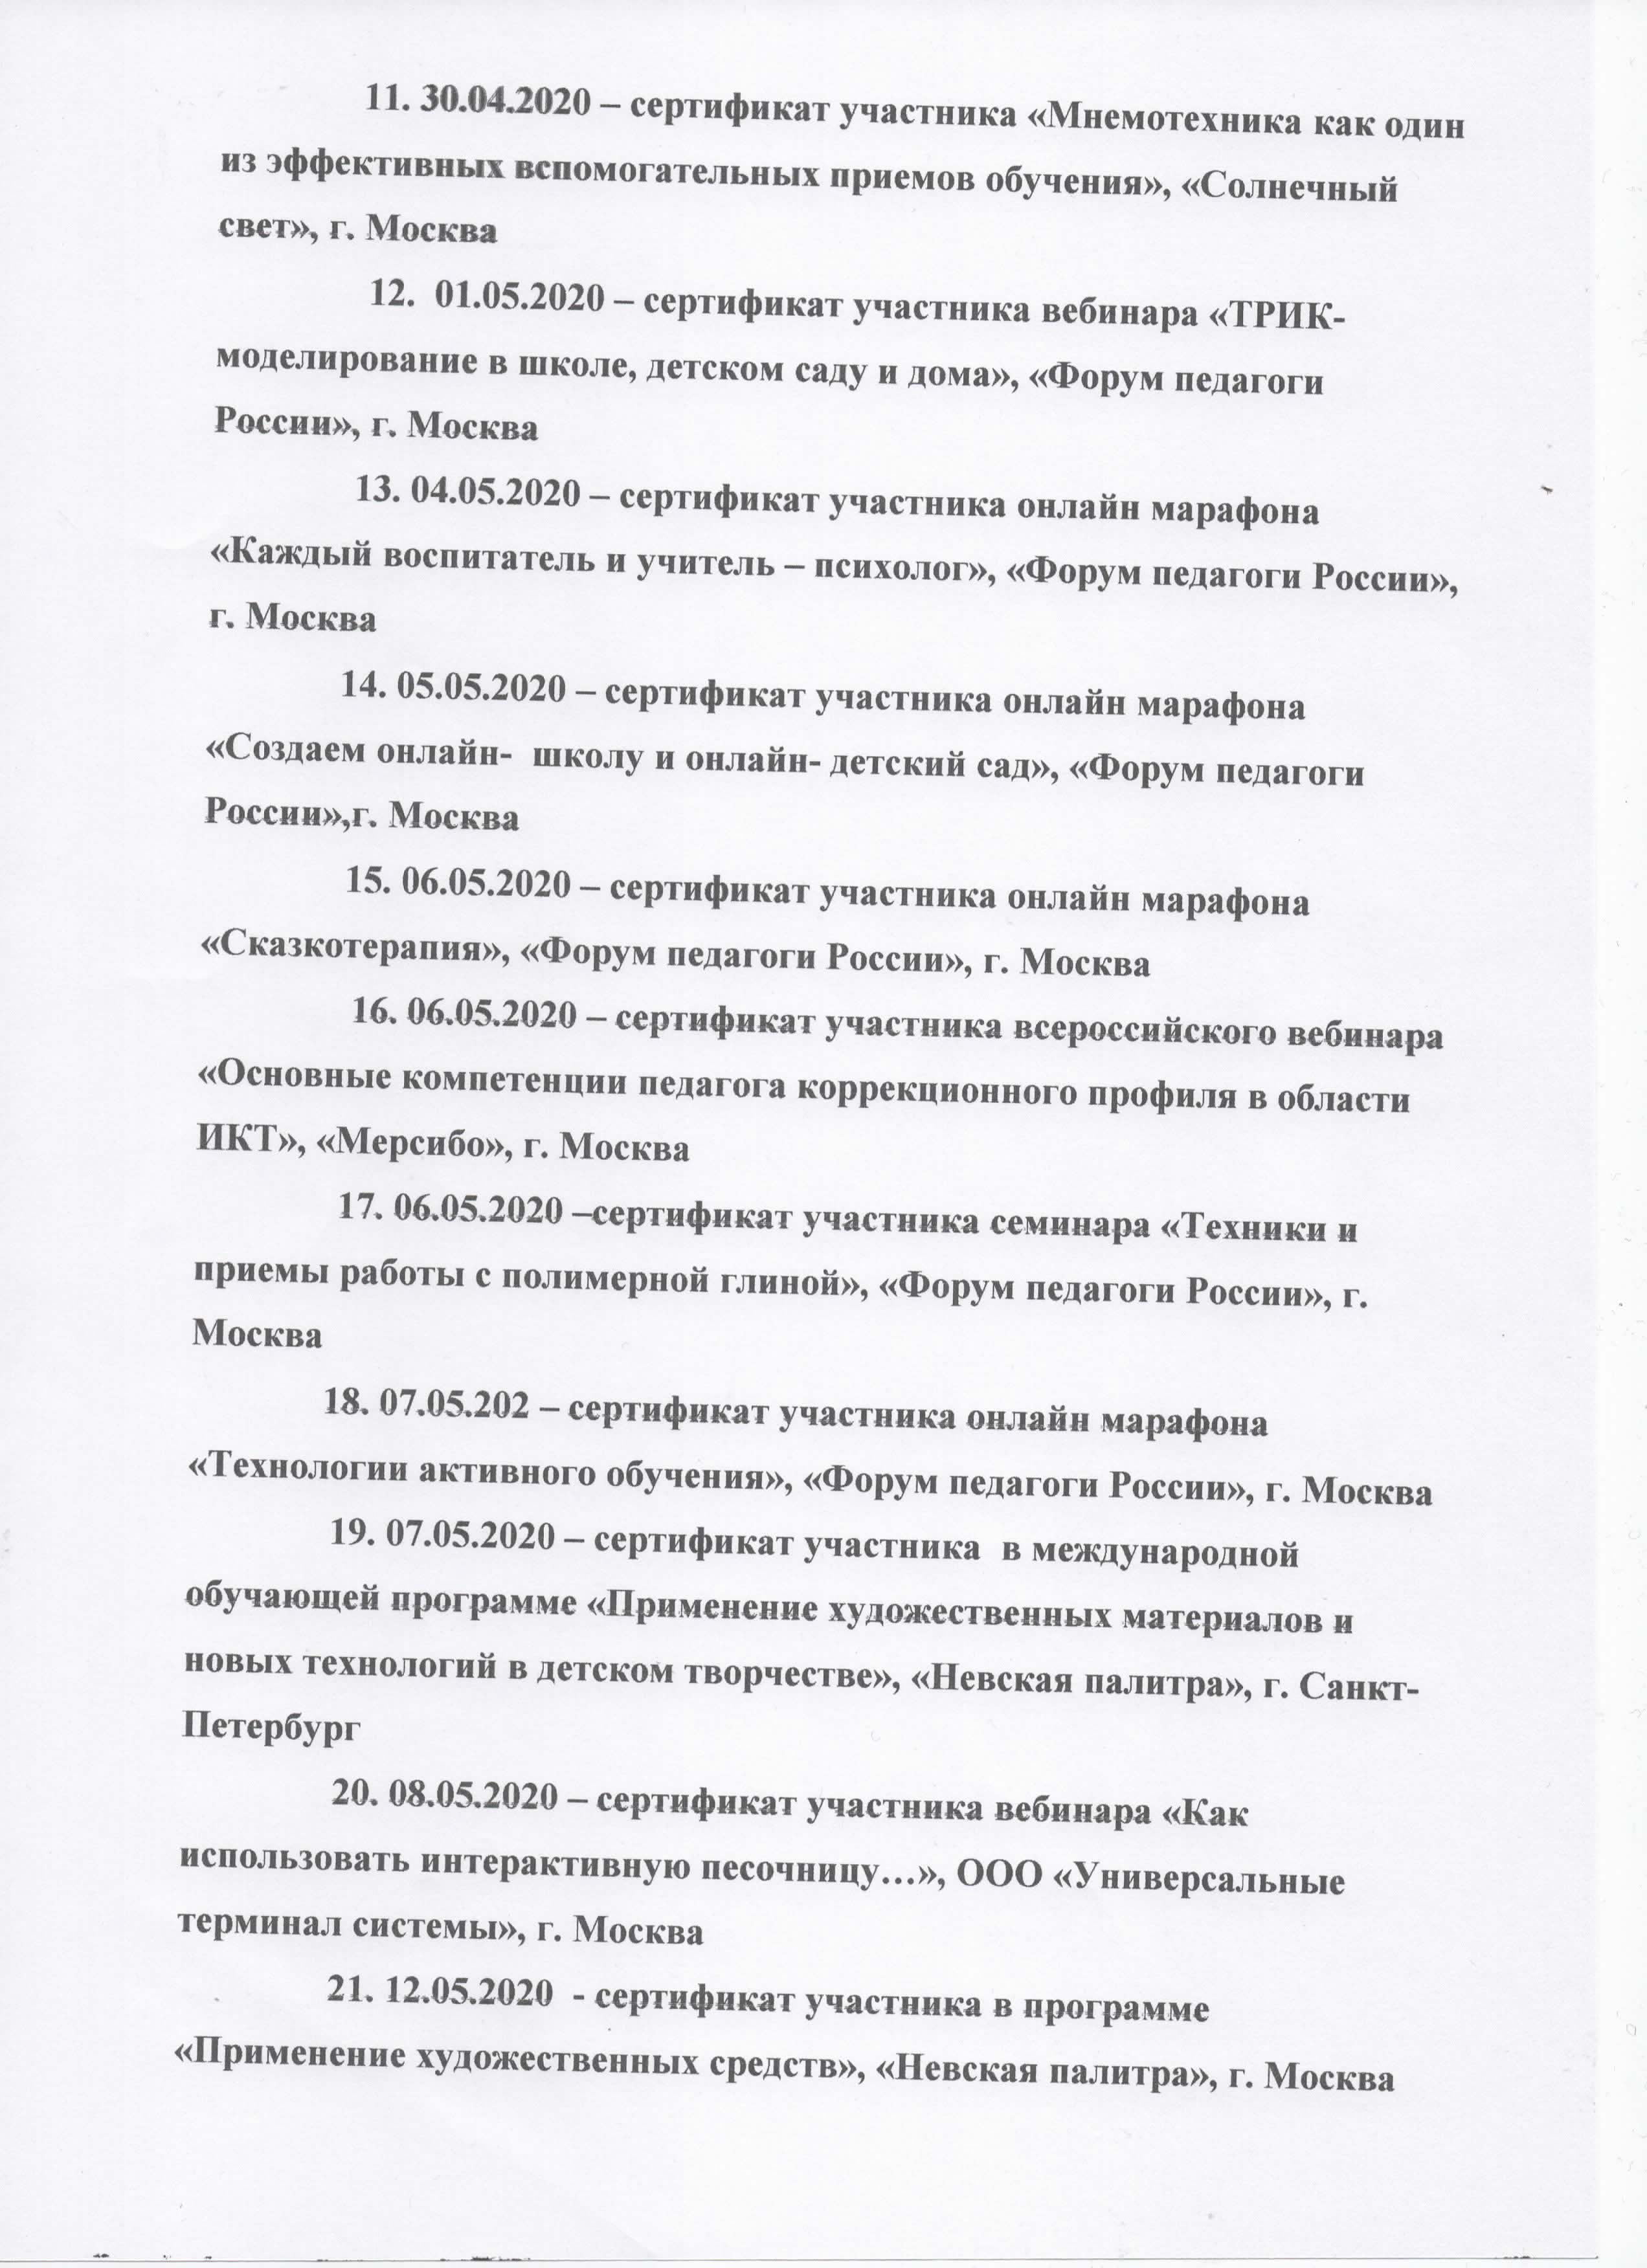 11. 30.04.2020 – сертификат участника «Мнемотехника как один
из эффективных вспомогательных приемов обучения», «Солнечный
свет», г. Москва
12.  01.05.2020 – сертификат участника вебинара «ТРИК-
моделирование в школе, детском саду и дома», «Форум педагоги
России», г. Москва
13. 04.05.2020 – сертификат участника онлайн марафона
«Каждый воспитатель и учитель – психолог», «Форум педагоги России»,
г. Москва
14. 05.05.2020 – сертификат участника онлайн марафона
«Создаем онлайн-  школу и онлайн- детский сад», «Форум педагоги
России»,г. Москва
15. 06.05.2020 – сертификат участника онлайн марафона
«Сказкотерапия», «Форум педагоги России», г. Москва
16. 06.05.2020 – сертификат участника всероссийского вебинара
«Основные компетенции педагога коррекционного профиля в области
ИКТ», «Мерсибо», г. Москва
17. 06.05.2020 –сертификат участника семинара «Техники и
приемы работы с полимерной глиной», «Форум педагоги России», г.
Москва
18. 07.05.202 – сертификат участника онлайн марафона
«Технологии активного обучения», «Форум педагоги России», г. Москва
19. 07.05.2020 – сертификат участника  в международной
обучающей программе «Применение художественных материалов и
новых технологий в детском творчестве», «Невская палитра», г. Санкт-
Петербург
20. 08.05.2020 – сертификат участника вебинара «Как
использовать интерактивную песочницу…», ООО «Универсальные
терминал системы», г. Москва
21. 12.05.2020  - сертификат участника в программе
«Применение художественных средств», «Невская палитра», г. Москва